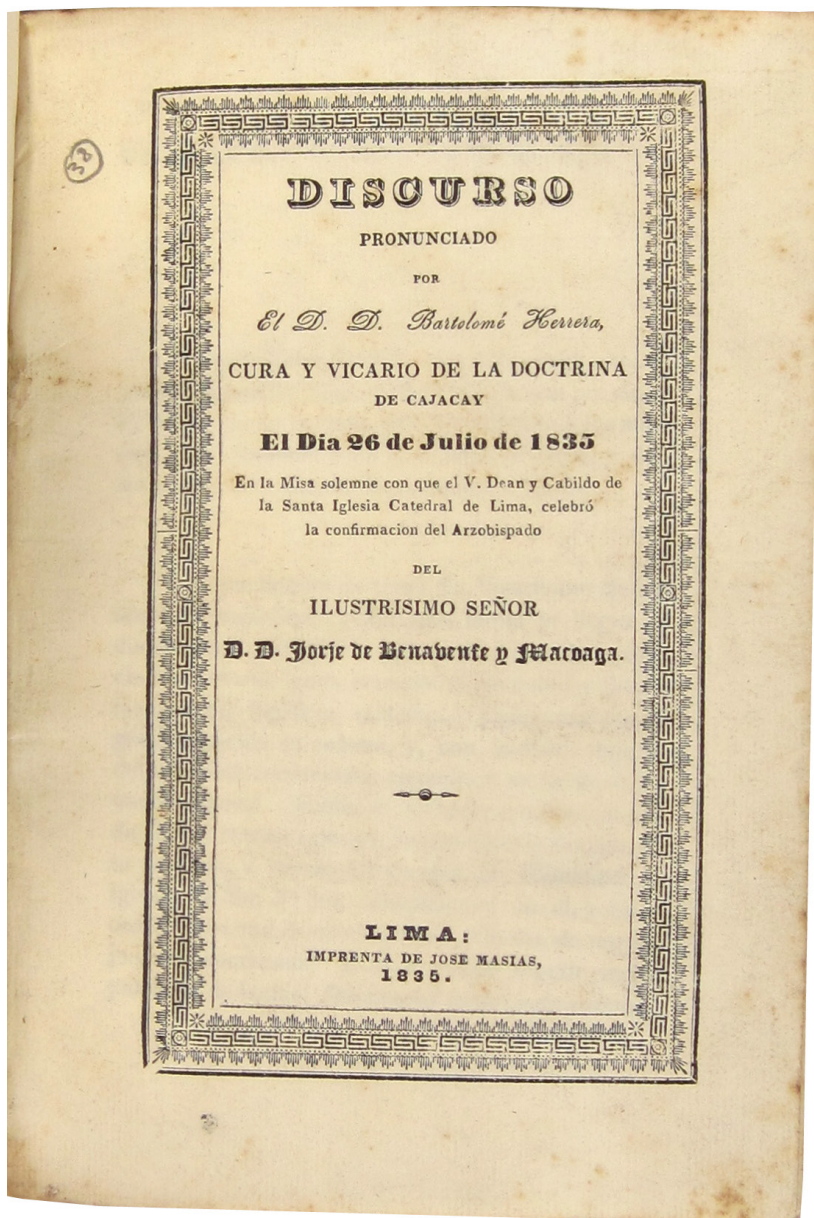 DISCURSO
PRONUNCIADO
POR
El D. D. Bartolomé Herrera,
CURA Y VICARIO DE LA DOCTRINA
DE CAJACAY
El Dia 26 de Julio de 1835
En la Misa solemne con que el V. Dean y Cabildo de
la Santa Iglesia Catedral de Lima, celebró
la confirmacion del Arzobispado
DEL
ILUSTRISIMO SEÑOR
D. D. Jorje de Benavente y Macoaga.
LIMA:
IMPRENTA DE JOSE MASIAS,
1835.